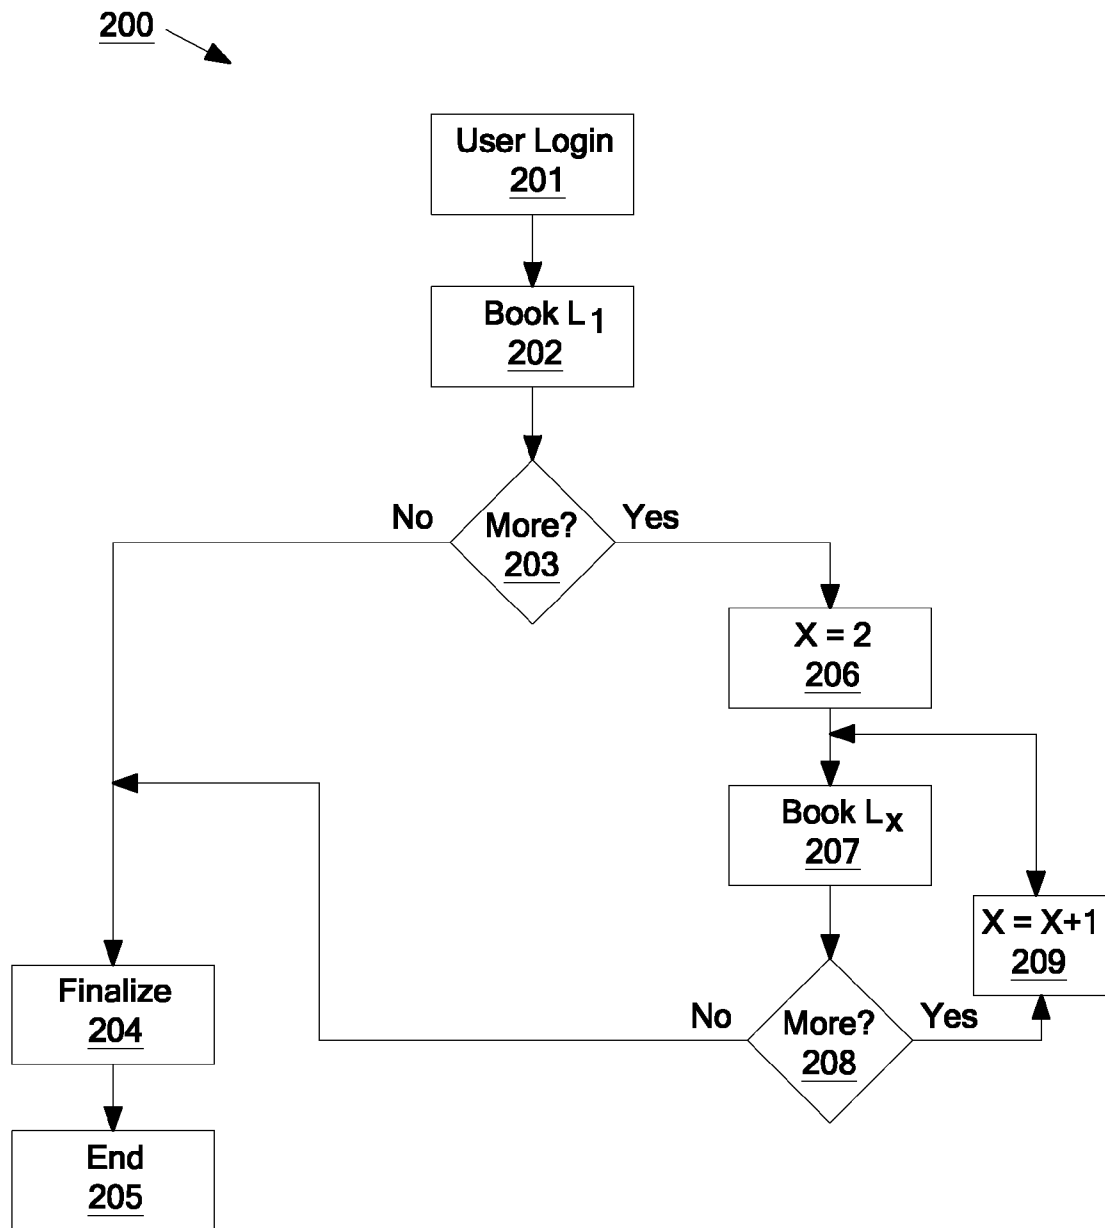 200
User Login
201
Book L1
202
No
More?
Yes
203
X = 2
206
Book Lx
207
X = X+1
209
Finalize
204
No
More?
Yes
208
End
205